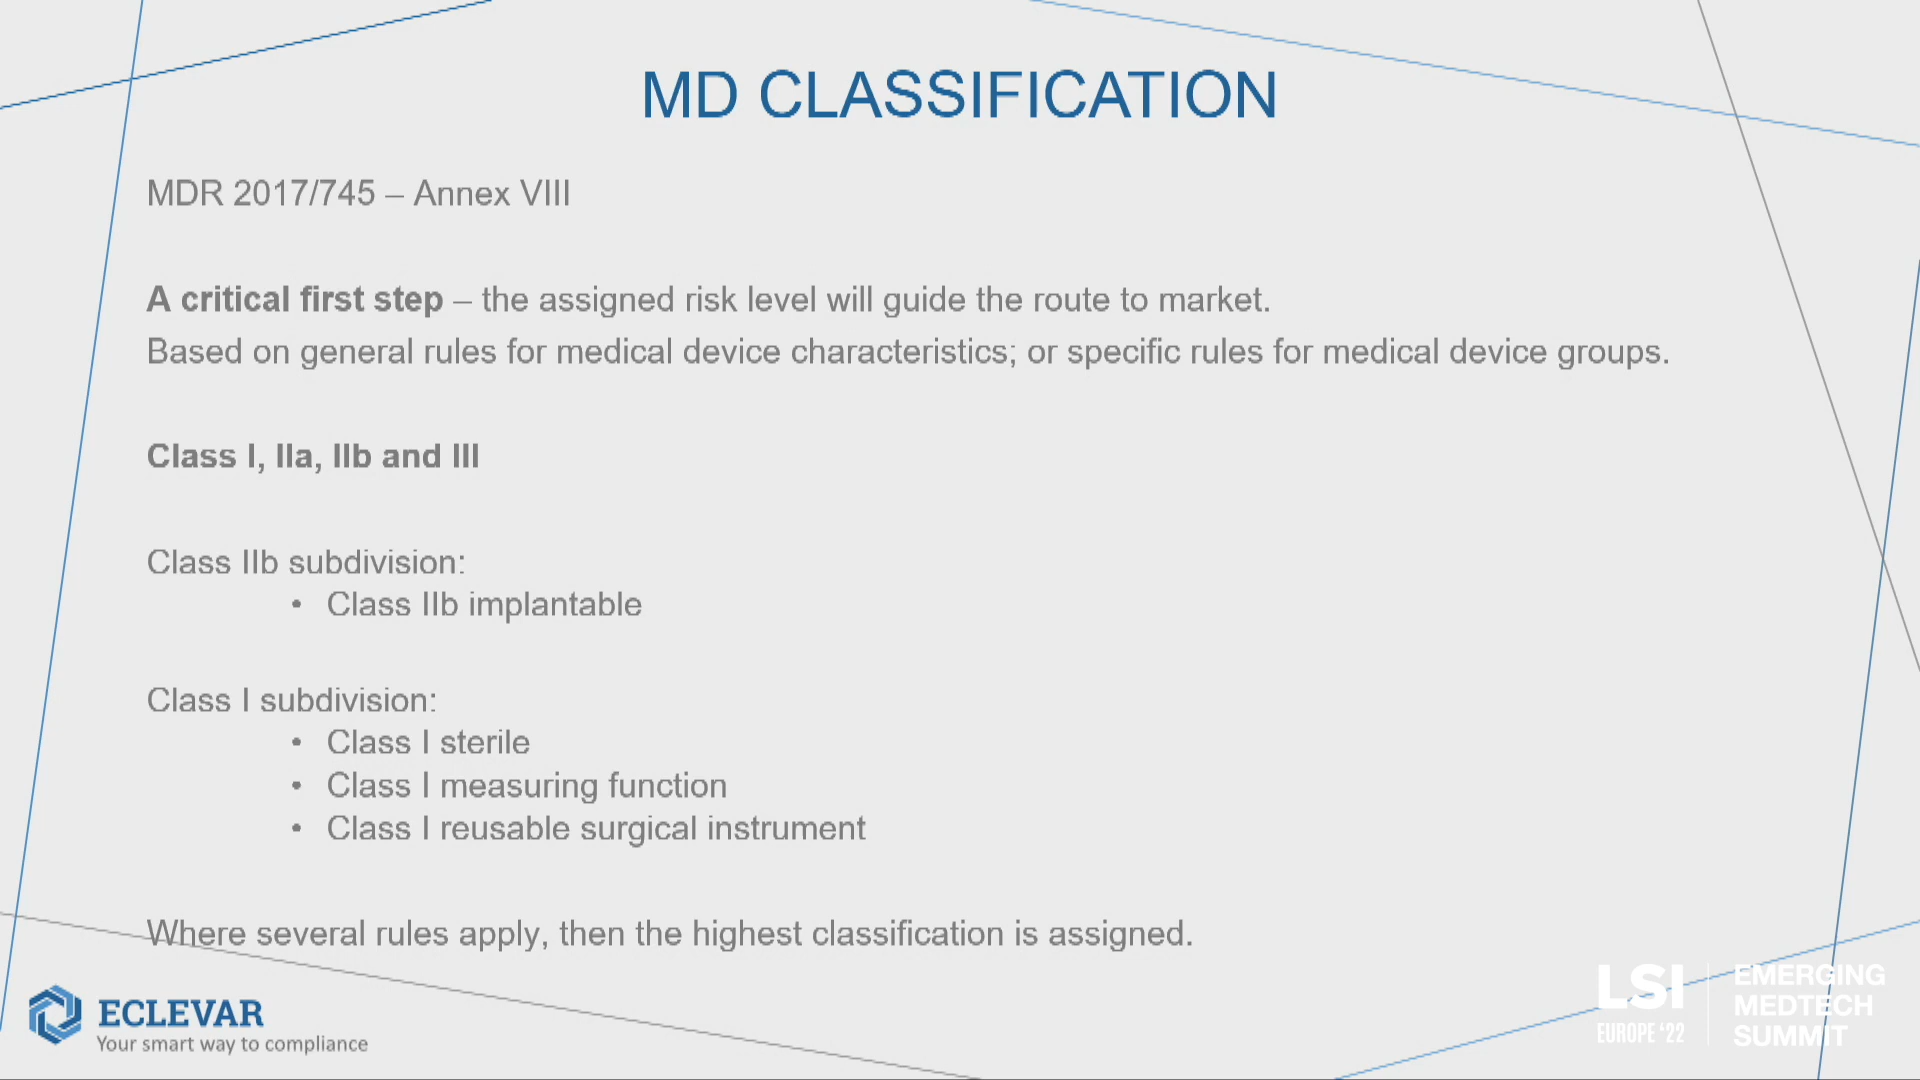 MD CLASSIFICATION
MDR 2017/745 – Annex VIII
A critical first step – the assigned risk level will guide the route to market.
Based on general rules for medical device characteristics; or specific rules for medical device groups.
Class I, IIa, IIb and III
Class IIb subdivision:
• Class IIb implantable
Class I subdivision:
• Class I sterile
• Class I measuring function
• Class I reusable surgical instrument
Where several rules apply, then the highest classification is assigned.
ECLEVAR
Your smart way to compliance
LSI
EUROPE ‘22
EMERGING
MEDTECH
SUMMIT